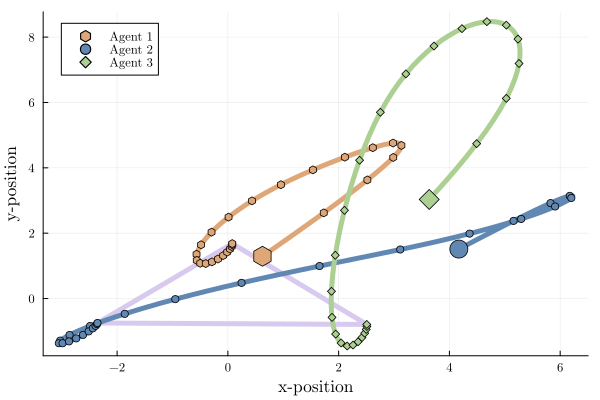 8
6
4
2
0
y-position
Agent 1
Agent 2
Agent 3
−2 0 2 4 6
x-position